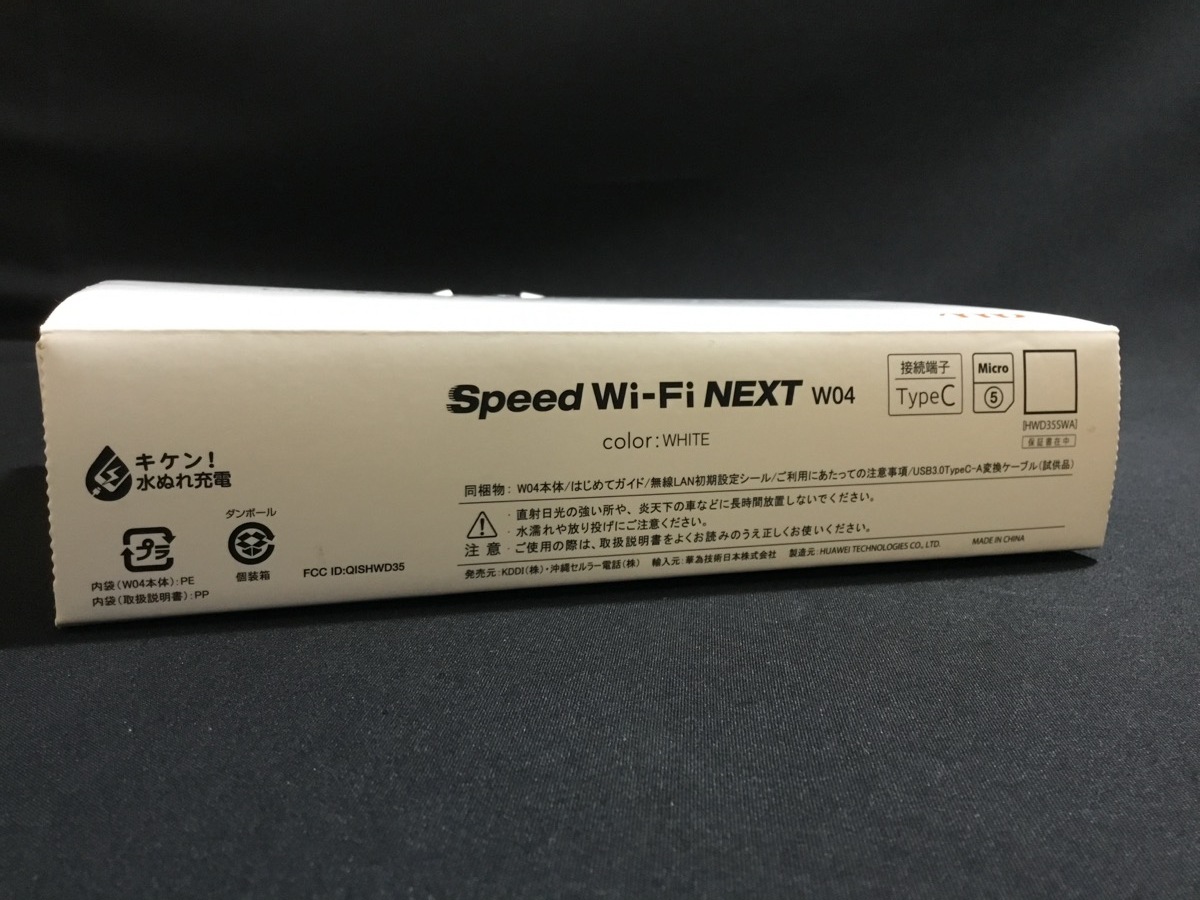 Speed Wi-Fi NEXT W04
接続端子
TypeC
Micro
5
[HWD35SWA]
保証書在中
color:WHITE
キケン!
水ぬれ充電
同梱物：W04本体/はじめてガイド/無線LAN初期設定シール/ご利用にあたっての注意事項/USB3.0TypeC-A変換ケーブル(試供品)
注意
・直射日光の強い所や、炎天下の車などに長時間放置しないでください。
・水濡れや放り投げにご注意ください。
・ご使用の際は、取扱説明書をよくお読みのうえ正しくお使いください。
発売元：KDDI(株)・沖縄セルラー電話(株) 輸入元：華為技術日本株式会社 製造元：HUAWEI TECHNOLOGIES CO., LTD. MADE IN CHINA
プラ
内袋(W04本体)：PE
内袋(取扱説明書)：PP
ダンボール
個装箱
FCC ID:QISHWD35